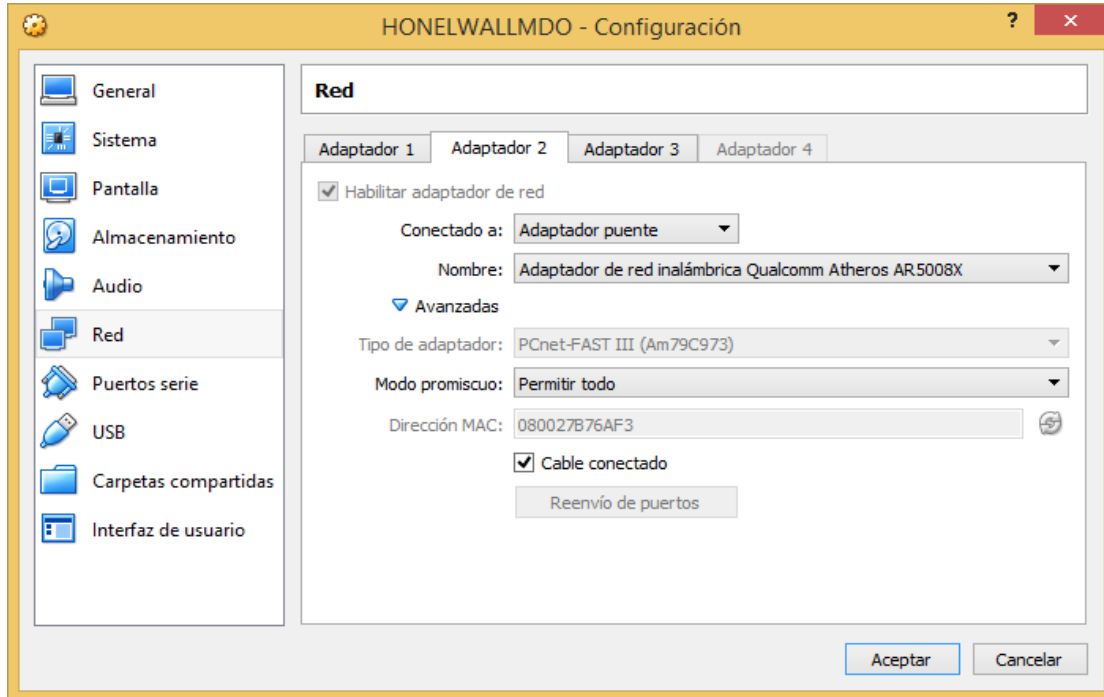 HONELWALLMDO - Configuración
?
×
General
Sistema
Pantalla
Almacenamiento
Audio
Red
Puertos serie
USB
Carpetas compartidas
Interfaz de usuario
Red
Adaptador 1 Adaptador 2 Adaptador 3 Adaptador 4
Habilitar adaptador de red
Conectado a: Adaptador puente
Nombre: Adaptador de red inalámbrica Qualcomm Atheros AR5008X
Avanzadas
Tipo de adaptador: PCnet-FAST III (Am79C973)
Modo promiscuo: Permitir todo
Dirección MAC: 080027B76AF3
Cable conectado
Reenvío de puertos
Aceptar Cancelar